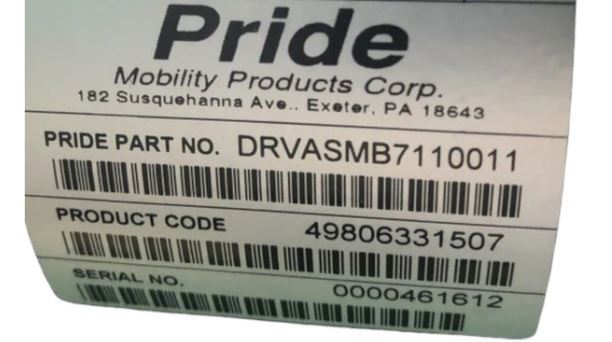 Pride
Mobility Products Corp.
182 Susquehanna Ave.. Exeter, PA 18643
PRIDE PART NO. DRVASMB7110011
PRODUCT CODE 49806331507
SERIAL NO. 0000461612